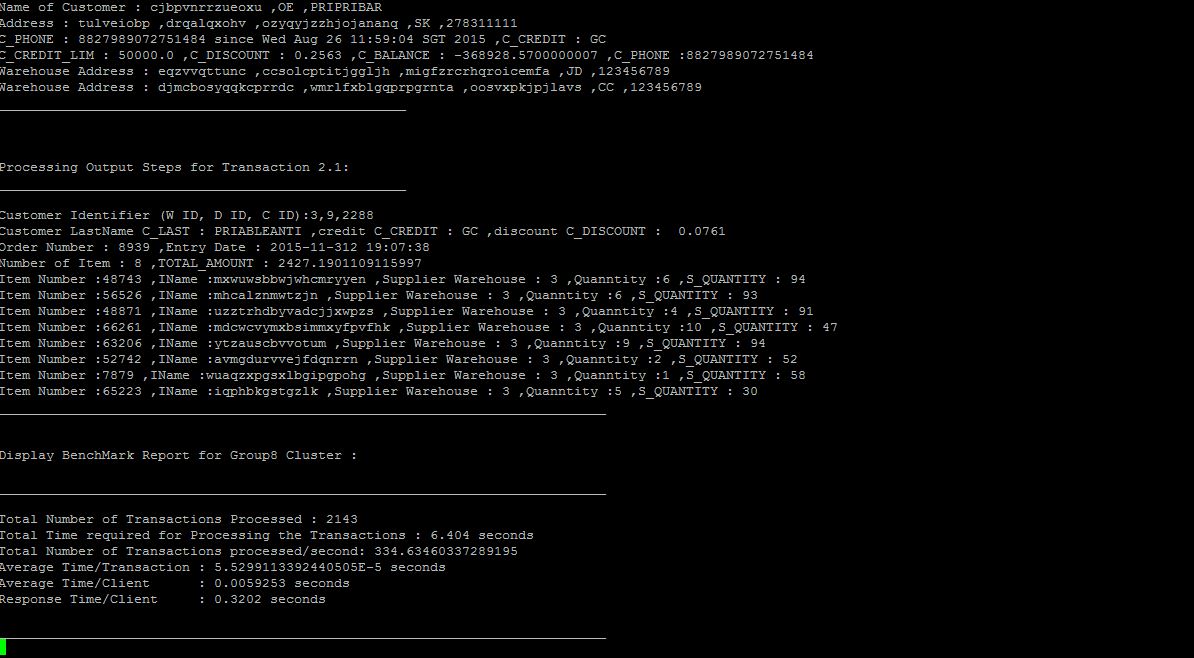 Name of Customer : cjbpvnrrzueoxu ,OE ,PRIPRIBAR
Address : tulveiobp ,drqalqxohv ,ozyqyjzzhjojananq ,SK ,278311111
C_PHONE : 8827989072751484 since Wed Aug 26 11:59:04 SGT 2015 ,C_CREDIT : GC
C_CREDIT_LIM : 50000.0 ,C_DISCOUNT : 0.2563 ,C_BALANCE : -368928.5700000007 ,C_PHONE :8827989072751484
Warehouse Address : eqzvvqttunc ,ccsolcptitjggljh ,migfzrcrhqroicemfa ,JD ,123456789
Warehouse Address : djmcbosyqqkcprrdc ,wmrlfxblgqprpgrnta ,oosvxpkjpjlavs ,CC ,123456789
Processing Output Steps for Transaction 2.1:
Customer Identifier (W ID, D ID, C ID):3,9,2288
Customer LastName C_LAST : PRIABLEANTI ,credit C_CREDIT : GC ,discount C_DISCOUNT :  0.0761
Order Number : 8939 ,Entry Date : 2015-11-312 19:07:38
Number of Item : 8 ,TOTAL_AMOUNT : 2427.1901109115997
Item Number :48743 ,IName :mxwuwsbbwjwhcmryyen ,Supplier Warehouse : 3 ,Quanntity :6 ,S_QUANTITY : 94
Item Number :56526 ,IName :mhcalznmwtzjn ,Supplier Warehouse : 3 ,Quanntity :6 ,S_QUANTITY : 93
Item Number :48871 ,IName :uzztrhdbyvadcjjxwpzs ,Supplier Warehouse : 3 ,Quanntity :4 ,S_QUANTITY : 91
Item Number :66261 ,IName :mdcwcvymxbsimmxyfpvfhk ,Supplier Warehouse : 3 ,Quanntity :10 ,S_QUANTITY : 47
Item Number :63206 ,IName :ytzauscbvvotum ,Supplier Warehouse : 3 ,Quanntity :9 ,S_QUANTITY : 94
Item Number :52742 ,IName :avmgdurvvejfdqnrrn ,Supplier Warehouse : 3 ,Quanntity :2 ,S_QUANTITY : 52
Item Number :7879 ,IName :wuaqzxpgsxlbgipgpohg ,Supplier Warehouse : 3 ,Quanntity :1 ,S_QUANTITY : 58
Item Number :65223 ,IName :iqphbkgstgzlk ,Supplier Warehouse : 3 ,Quanntity :5 ,S_QUANTITY : 30
Display BenchMark Report for Group8 Cluster :
Total Number of Transactions Processed : 2143
Total Time required for Processing the Transactions : 6.404 seconds
Total Number of Transactions processed/second: 334.63460337289195
Average Time/Transaction : 5.5299113392440505E-5 seconds
Average Time/Client      : 0.0059253 seconds
Response Time/Client     : 0.3202 seconds